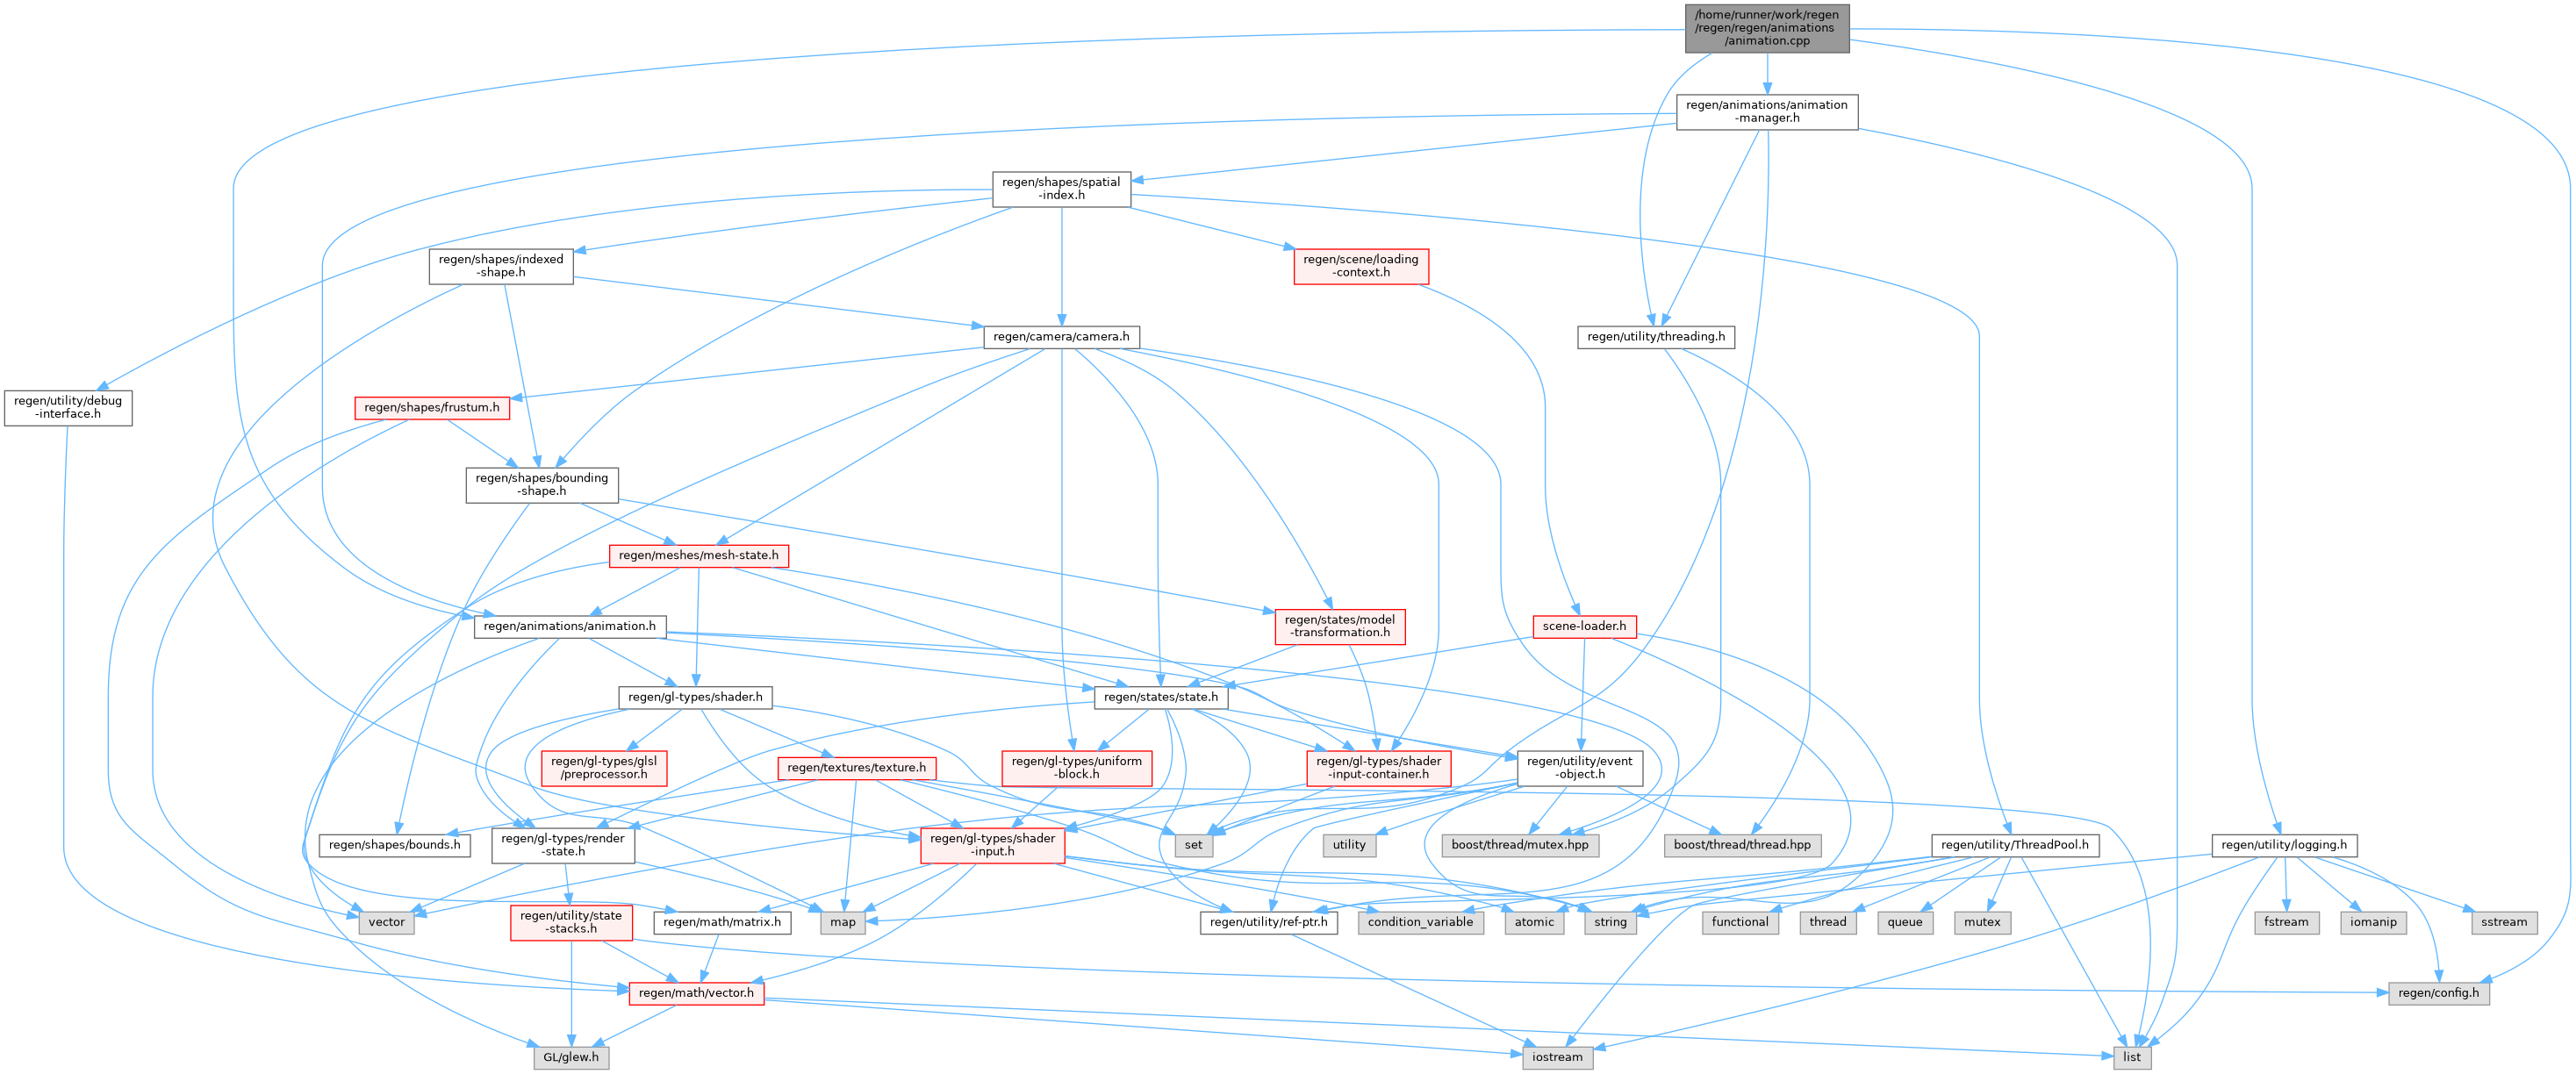 /home/runner/work/regen
/regen/regen/animations
/animation.cpp
regen/animations/animation
-manager.h
regen/shapes/spatial
-index.h
regen/shapes/indexed
-shape.h
regen/scene/loading
-context.h
regen/camera/camera.h
regen/utility/threading.h
regen/utility/debug
-interface.h
regen/shapes/frustum.h
regen/shapes/bounding
-shape.h
regen/meshes/mesh-state.h
regen/animations/animation.h
regen/states/model
-transformation.h
scene-loader.h
regen/gl-types/shader.h
regen/states/state.h
regen/gl-types/glsl
/preprocessor.h
regen/textures/texture.h
regen/gl-types/uniform
-block.h
regen/gl-types/shader
-input-container.h
regen/utility/event
-object.h
regen/shapes/bounds.h
regen/gl-types/render
-state.h
regen/gl-types/shader
-input.h
set
utility
boost/thread/mutex.hpp
boost/thread/thread.hpp
regen/utility/ThreadPool.h
regen/utility/logging.h
vector
regen/utility/state
-stacks.h
regen/math/matrix.h
map
regen/utility/ref-ptr.h
condition_variable
atomic
string
functional
thread
queue
mutex
fstream
iomanip
sstream
regen/math/vector.h
regen/config.h
GL/glew.h
iostream
list